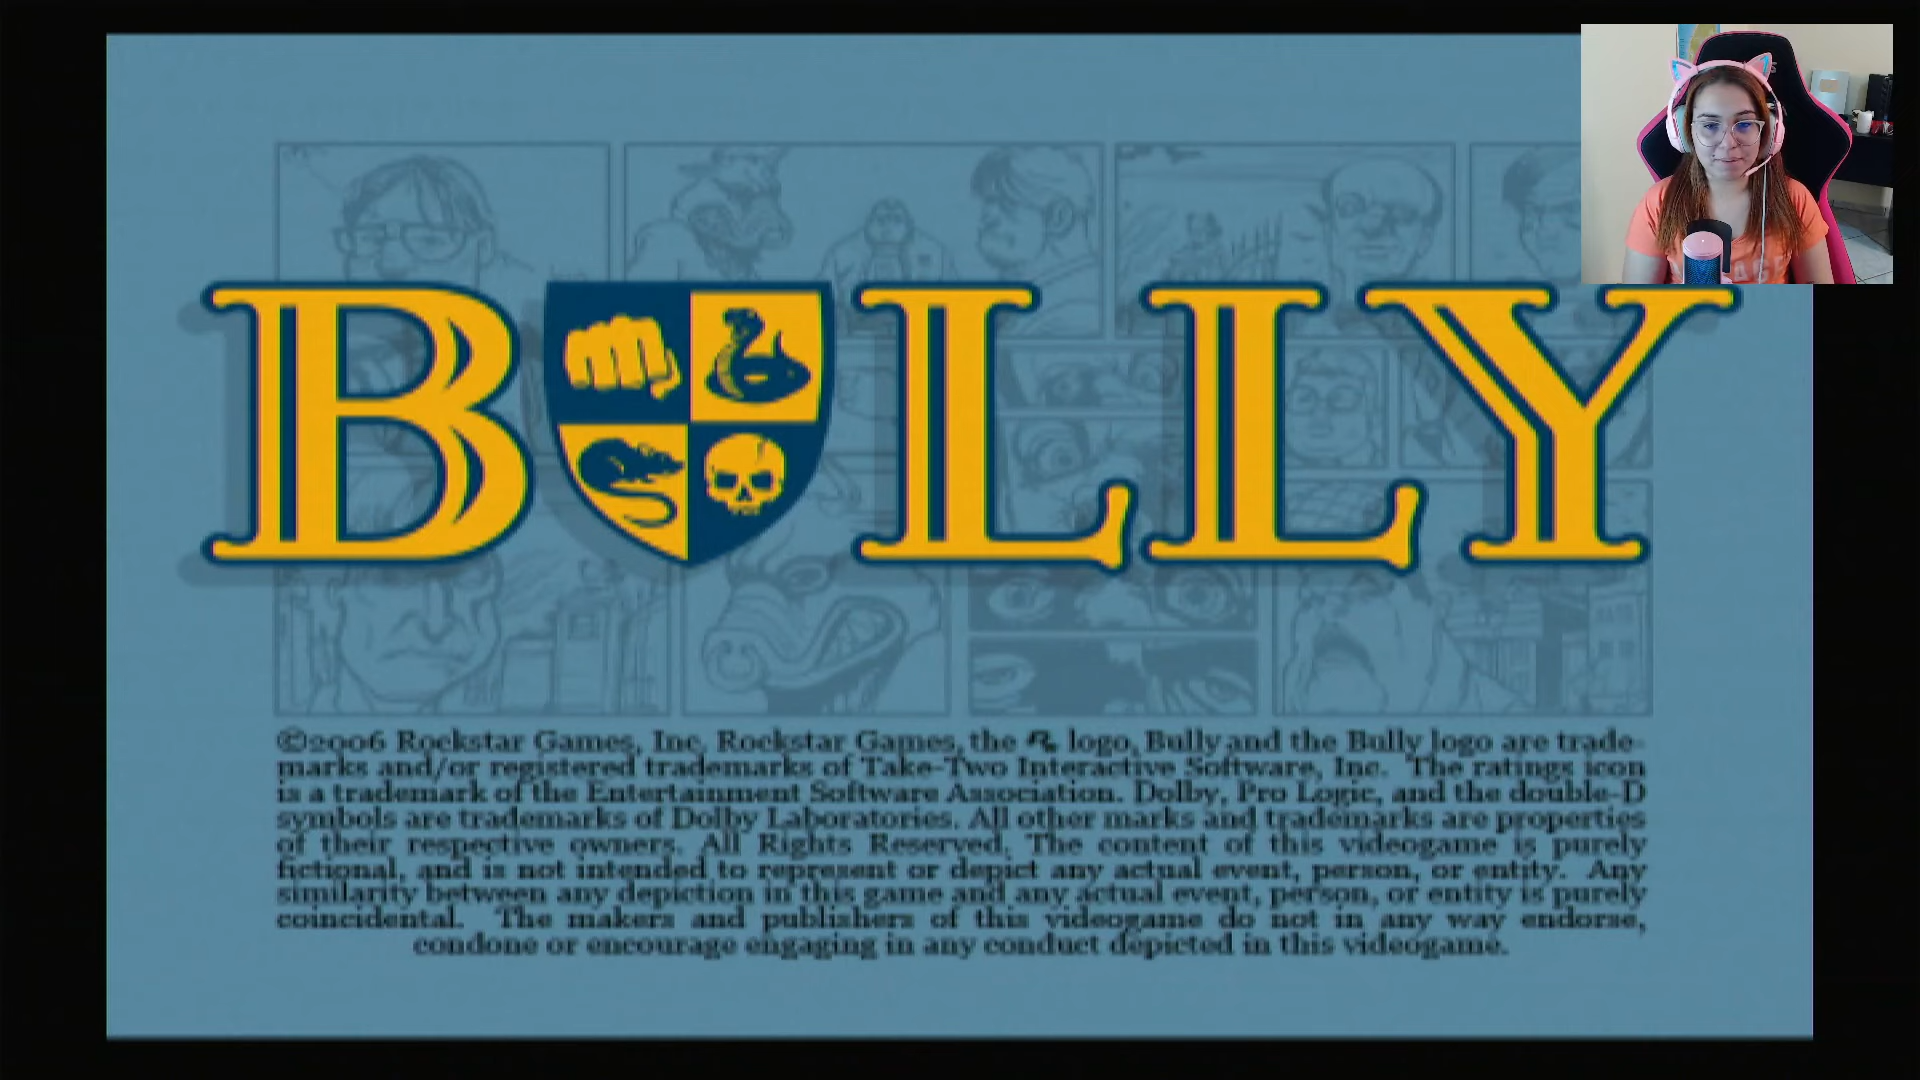 BULLY
©2006 Rockstar Games, Inc. Rockstar Games, the R* logo, Bully and the Bully logo are trade-
marks and/or registered trademarks of Take-Two Interactive Software, Inc. The ratings icon
is a trademark of the Entertainment Software Association. Dolby, Pro Logic, and the double-D
symbols are trademarks of Dolby Laboratories. All other marks and trademarks are properties
of their respective owners. All Rights Reserved. The content of this videogame is purely
fictional, and is not intended to represent or depict any actual event, person, or entity. Any
similarity between any depiction in this game and any actual event, person, or entity is purely
coincidental. The makers and publishers of this videogame do not in any way endorse,
condone or encourage engaging in any conduct depicted in this videogame.